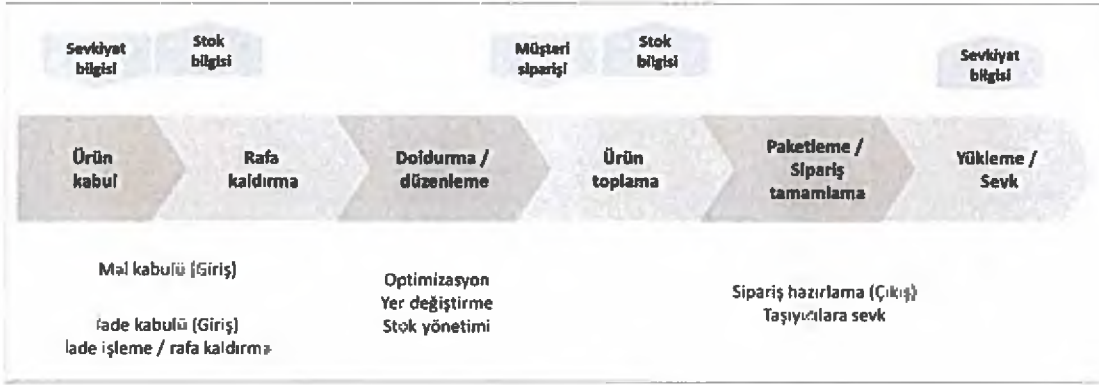 Sevkiyat
bilgisi
Stok
bilgisi
Müşteri
siparişi
Stok
bilgisi
Sevkiyat
bilgisi
Ürün
kabul
Rafa
kaldırma
Doldurma /
düzenleme
Ürün
toplama
Paketleme /
Sipariş
tamamlama
Yükleme /
Sevk
Mal kabulü (Giriş)
İade kabulü (Giriş)
İade işleme / rafa kaldırma
Optimizasyon
Yer değiştirme
Stok yönetimi
Sipariş hazırlama (Çıkış)
Taşıyıcılara sevk